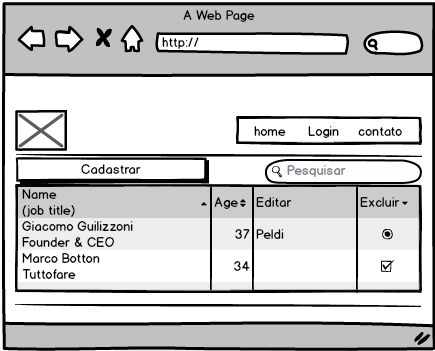 A Web Page
http://
home Login contato
Cadastrar
Pesquisar
Name
(job title) Age Editar Excluir
Giacomo Guilizzoni
Founder & CEO 37 Peldi
Marco Botton
Tuttofare 34